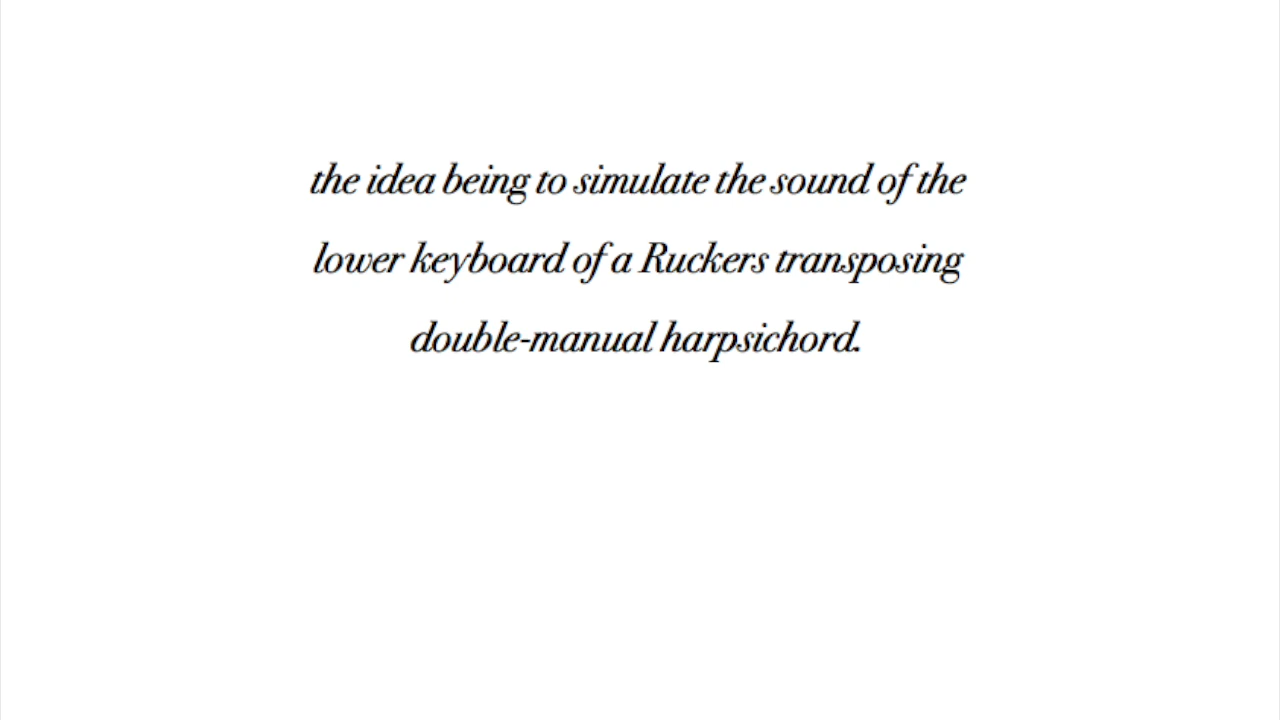 the idea being to simulate the sound of the
lower keyboard of a Ruckers transposing
double-manual harpsichord.